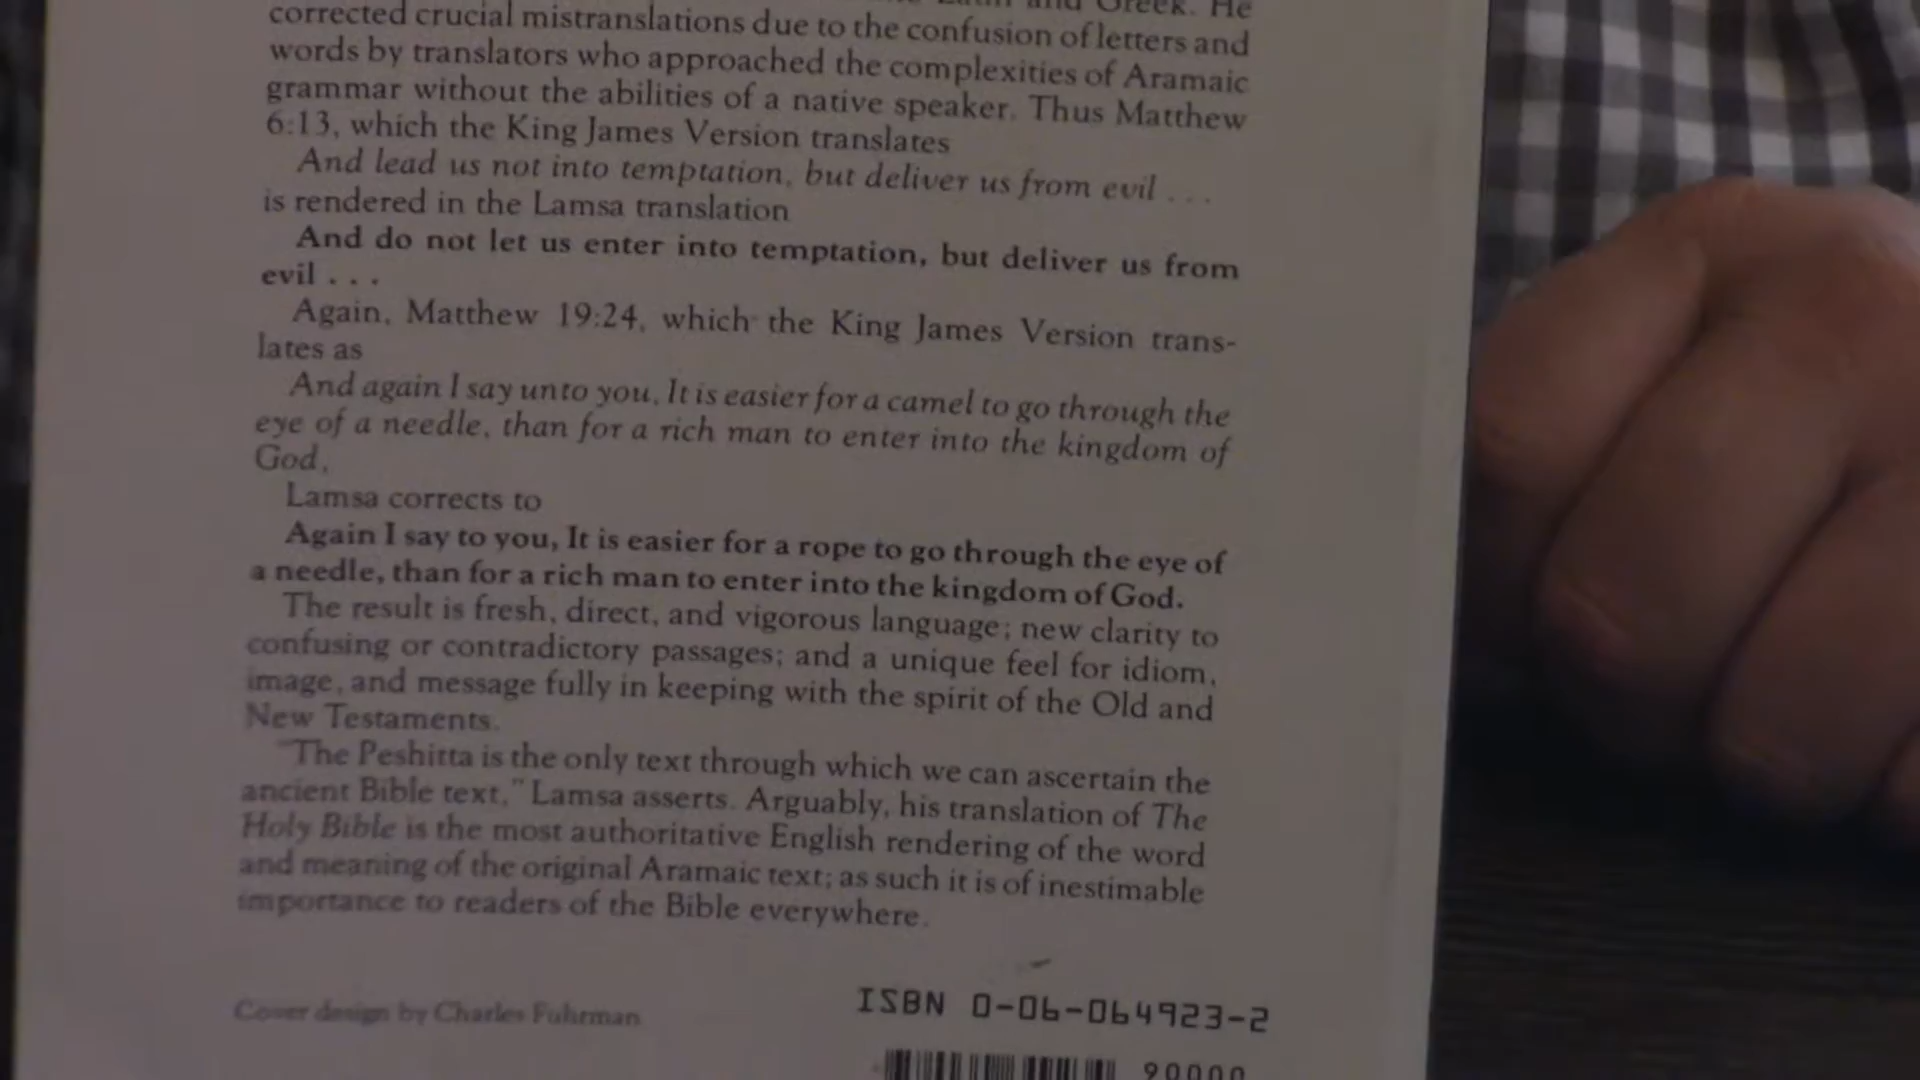 Latin and Greek. He
corrected crucial mistranslations due to the confusion of letters and
words by translators who approached the complexities of Aramaic
grammar without the abilities of a native speaker. Thus Matthew
6:13, which the King James Version translates
And lead us not into temptation, but deliver us from evil . . .
is rendered in the Lamsa translation
And do not let us enter into temptation, but deliver us from
evil . . .
Again, Matthew 19:24, which the King James Version trans-
lates as
And again I say unto you, It is easier for a camel to go through the
eye of a needle, than for a rich man to enter into the kingdom of
God,
Lamsa corrects to
Again I say to you, It is easier for a rope to go through the eye of
a needle, than for a rich man to enter into the kingdom of God.
The result is fresh, direct, and vigorous language; new clarity to
confusing or contradictory passages; and a unique feel for idiom,
image, and message fully in keeping with the spirit of the Old and
New Testaments.
"The Peshitta is the only text through which we can ascertain the
ancient Bible text," Lamsa asserts. Arguably, his translation of The
Holy Bible is the most authoritative English rendering of the word
and meaning of the original Aramaic text; as such it is of inestimable
importance to readers of the Bible everywhere.
Cover design by Charles Fuhrman
ISBN 0-06-064923-2
90000